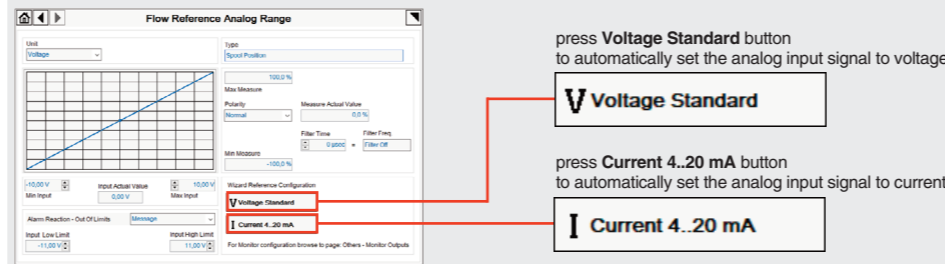 Flow Reference Analog Range
Unit
Voltage
Type
Spool Position
100,0 %
Max Measure
Polarity
Normal
Measure Actual Value
0,0 %
Filter Time
0 µsec
=
Filter Freq.
Filter Off
Min Measure
-100,0 %
-10,00 V
Min Input
Input Actual Value
0,00 V
10,00 V
Max Input
Alarm Reaction - Out Of Limits
Message
Input Low Limit
-11,00 V
Input High Limit
11,00 V
Wizard Reference Configuration
V Voltage Standard
I Current 4..20 mA
For Monitor configuration browse to page: Others - Monitor Outputs
press Voltage Standard button
to automatically set the analog input signal to voltage
V Voltage Standard
press Current 4..20 mA button
to automatically set the analog input signal to current
I Current 4..20 mA